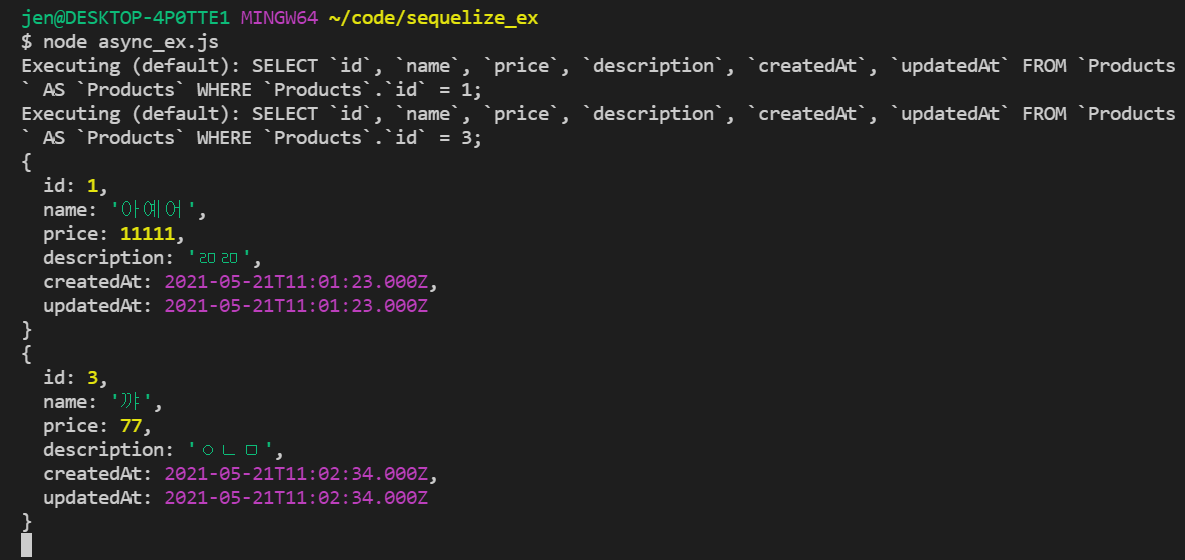 jen@DESKTOP-4P0TTE1 MINGW64 ~/code/sequelize_ex
$ node async_ex.js
Executing (default): SELECT `id`, `name`, `price`, `description`, `createdAt`, `updatedAt` FROM `Products
` AS `Products` WHERE `Products`.`id` = 1;
Executing (default): SELECT `id`, `name`, `price`, `description`, `createdAt`, `updatedAt` FROM `Products
` AS `Products` WHERE `Products`.`id` = 3;
{
  id: 1,
  name: '아예어',
  price: 11111,
  description: 'ㄻㄻ',
  createdAt: 2021-05-21T11:01:23.000Z,
  updatedAt: 2021-05-21T11:01:23.000Z
}
{
  id: 3,
  name: '꺄',
  price: 77,
  description: 'ㅇㄴㅁ',
  createdAt: 2021-05-21T11:02:34.000Z,
  updatedAt: 2021-05-21T11:02:34.000Z
}